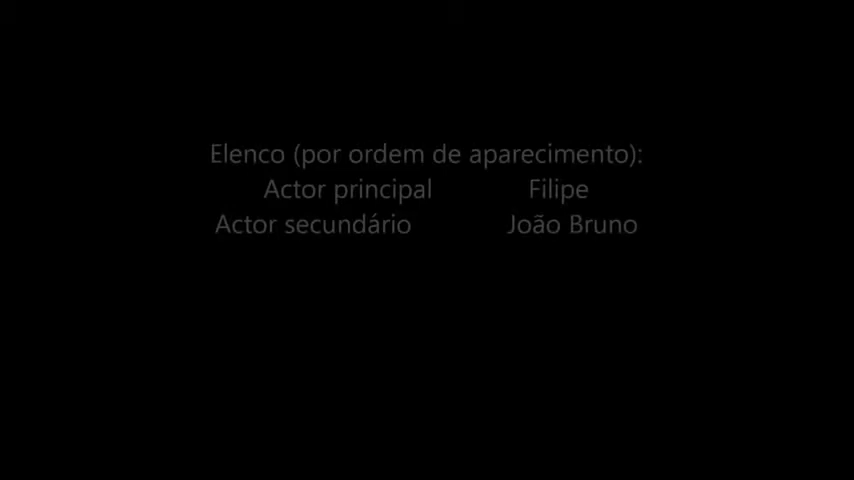 Elenco (por ordem de aparecimento):
Actor principal Filipe
Actor secundário João Bruno